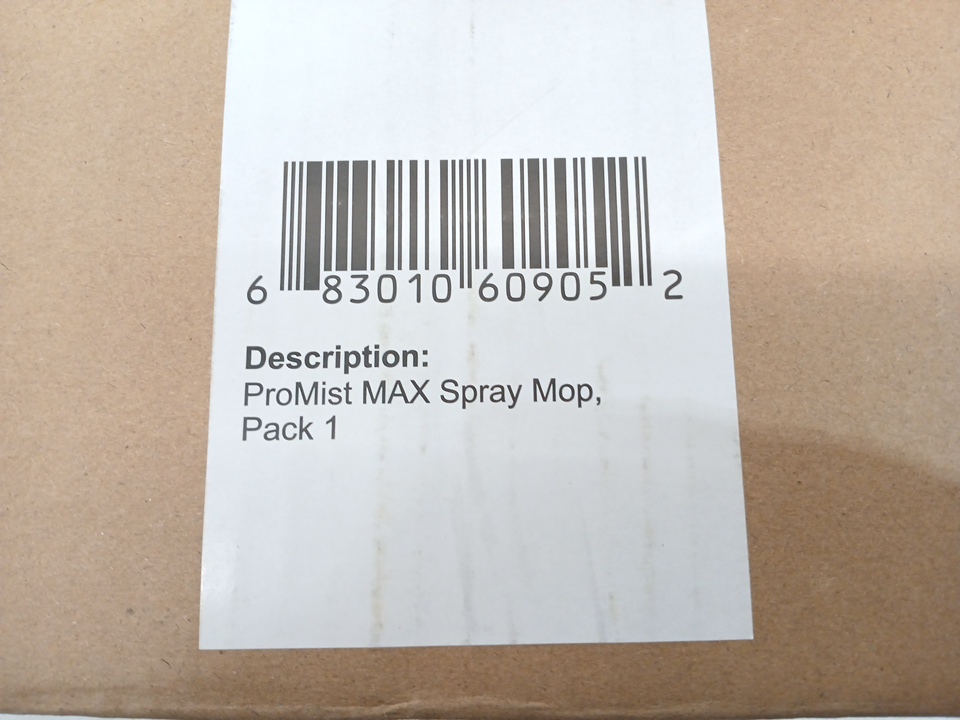 6 83010 60905 2
Description:
ProMist MAX Spray Mop,
Pack 1